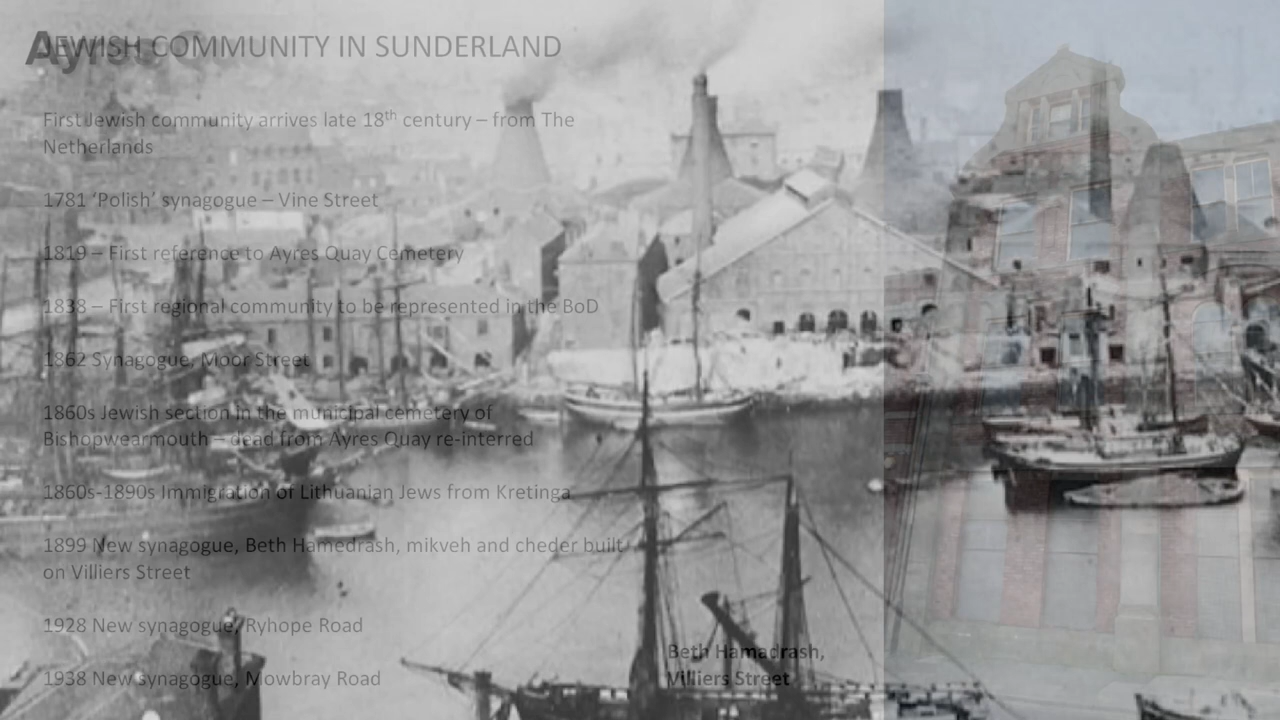 JEWISH COMMUNITY IN SUNDERLAND
First Jewish community arrives late 18th century – from The
Netherlands
1781 ‘Polish’ synagogue – Vine Street
1819 – First reference to Ayres Quay Cemetery
1838 – First regional community to be represented in the BoD
1862 Synagogue, Moor Street
1860s Jewish section in the municipal cemetery of
Bishopwearmouth – dead from Ayres Quay re-interred
1860s-1890s Immigration of Lithuanian Jews from Kretinga
1899 New synagogue, Beth Hamedrash, mikveh and cheder built
on Villiers Street
1928 New synagogue, Ryhope Road
1938 New synagogue, Mowbray Road
Beth Hamadrash,
Villiers Street